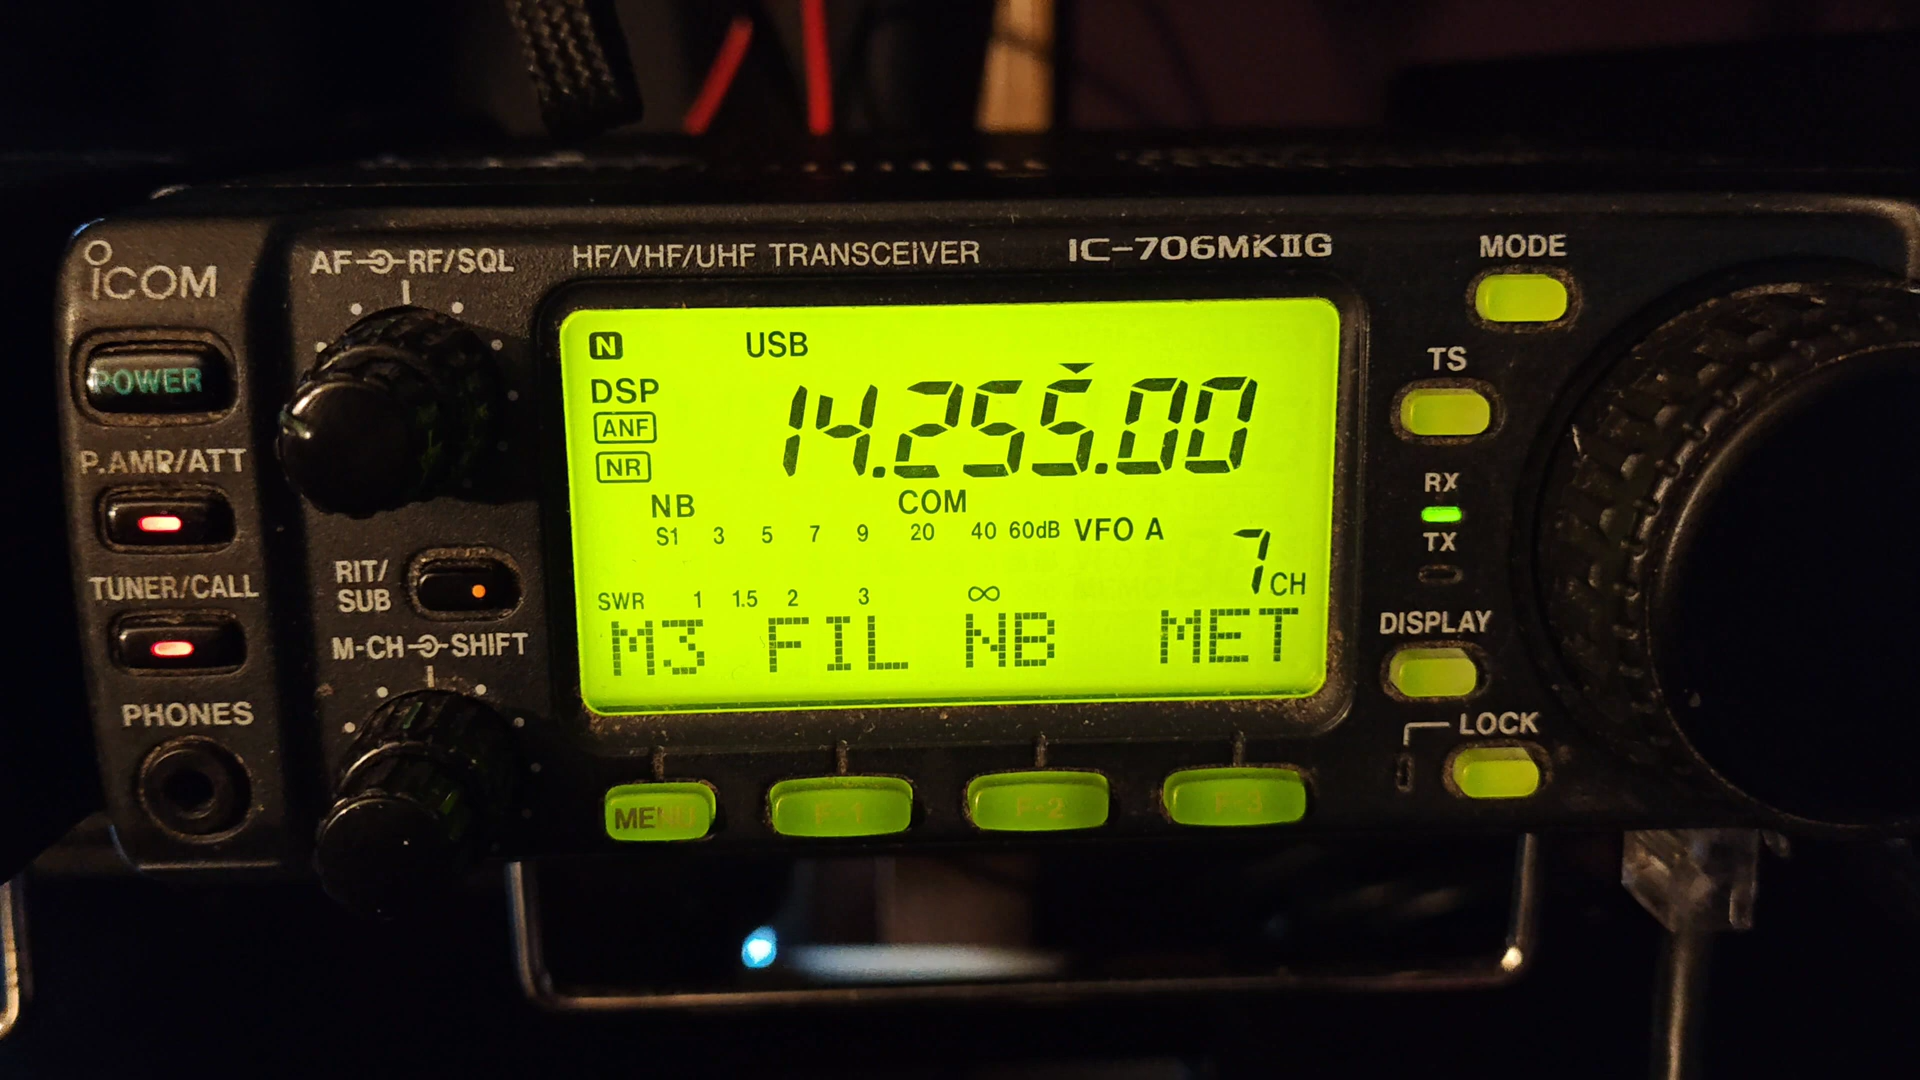 ICOM
AF RF/SQL
HF/VHF/UHF TRANSCEIVER
IC-706MKIIG
MODE
POWER
P.AMP/ATT
TUNER/CALL
PHONES
RIT/
SUB
M-CH SHIFT
N USB
DSP
ANF
NR
14.255.00
NB COM
S1 3 5 7 9 20 40 60dB VFO A
7CH
SWR 1 1.5 2 3 ∞
M3 FIL NB MET
MENU F-1 F-2 F-3
TS
RX
TX
DISPLAY
LOCK